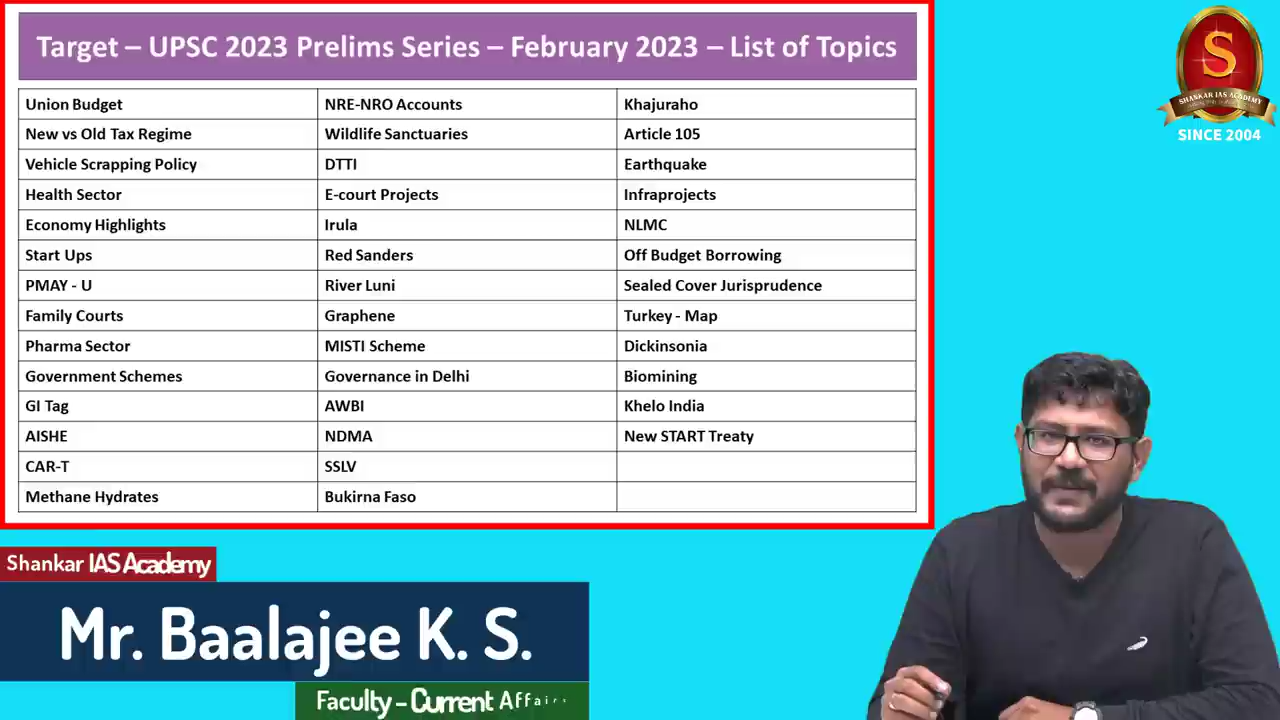 Target – UPSC 2023 Prelims Series – February 2023 – List of Topics
Union Budget NRE-NRO Accounts Khajuraho
New vs Old Tax Regime Wildlife Sanctuaries Article 105
Vehicle Scrapping Policy DTTI Earthquake
Health Sector E-court Projects Infraprojects
Economy Highlights Irula NLMC
Start Ups Red Sanders Off Budget Borrowing
PMAY - U River Luni Sealed Cover Jurisprudence
Family Courts Graphene Turkey - Map
Pharma Sector MISTI Scheme Dickinsonia
Government Schemes Governance in Delhi Biomining
GI Tag AWBI Khelo India
AISHE NDMA New START Treaty
CAR-T SSLV
Methane Hydrates Bukirna Faso
S
SHANKAR IAS ACADEMY
SINCE 2004
Shankar IAS Academy
Mr. Baalajee K. S.
Faculty – Current Affairs